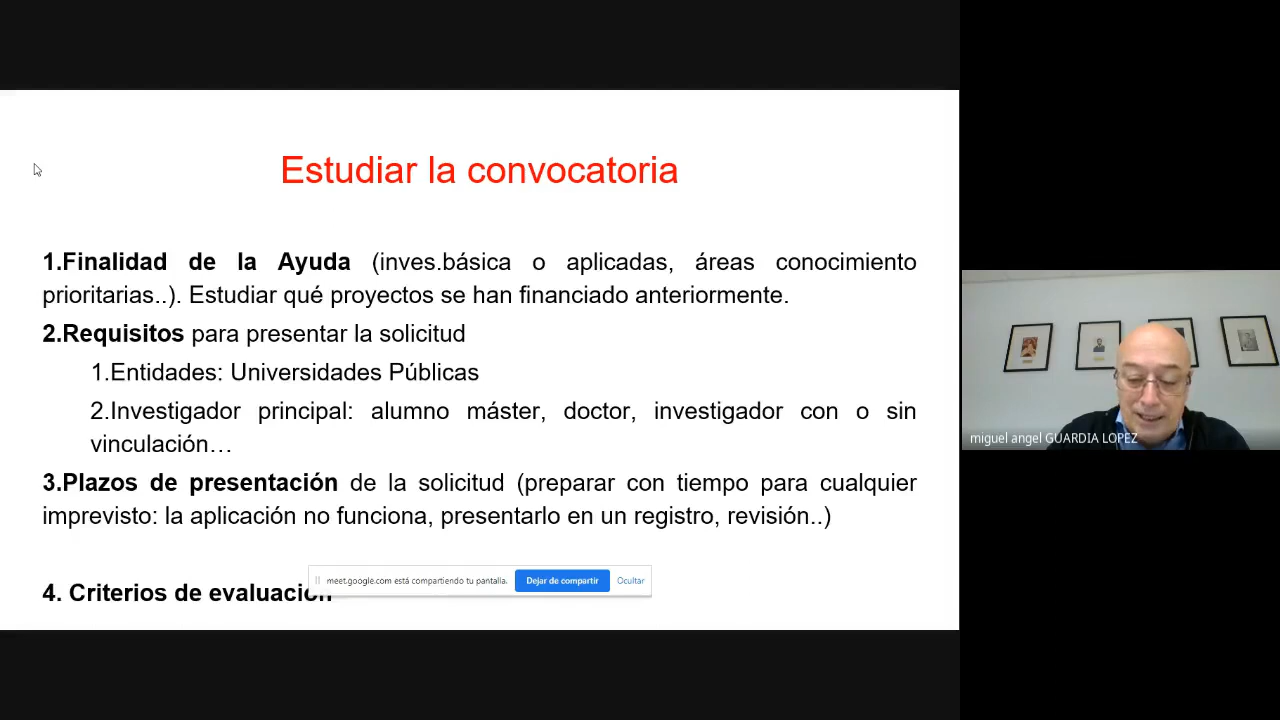 Estudiar la convocatoria
1.Finalidad de la Ayuda (inves.básica o aplicadas, áreas conocimiento
prioritarias..). Estudiar qué proyectos se han financiado anteriormente.
2.Requisitos para presentar la solicitud
1.Entidades: Universidades Públicas
2.Investigador principal: alumno máster, doctor, investigador con o sin
vinculación…
3.Plazos de presentación de la solicitud (preparar con tiempo para cualquier
imprevisto: la aplicación no funciona, presentarlo en un registro, revisión..)
meet.google.com está compartiendo tu pantalla. Dejar de compartir Ocultar
4. Criterios de evaluación
miguel angel GUARDIA LOPEZ